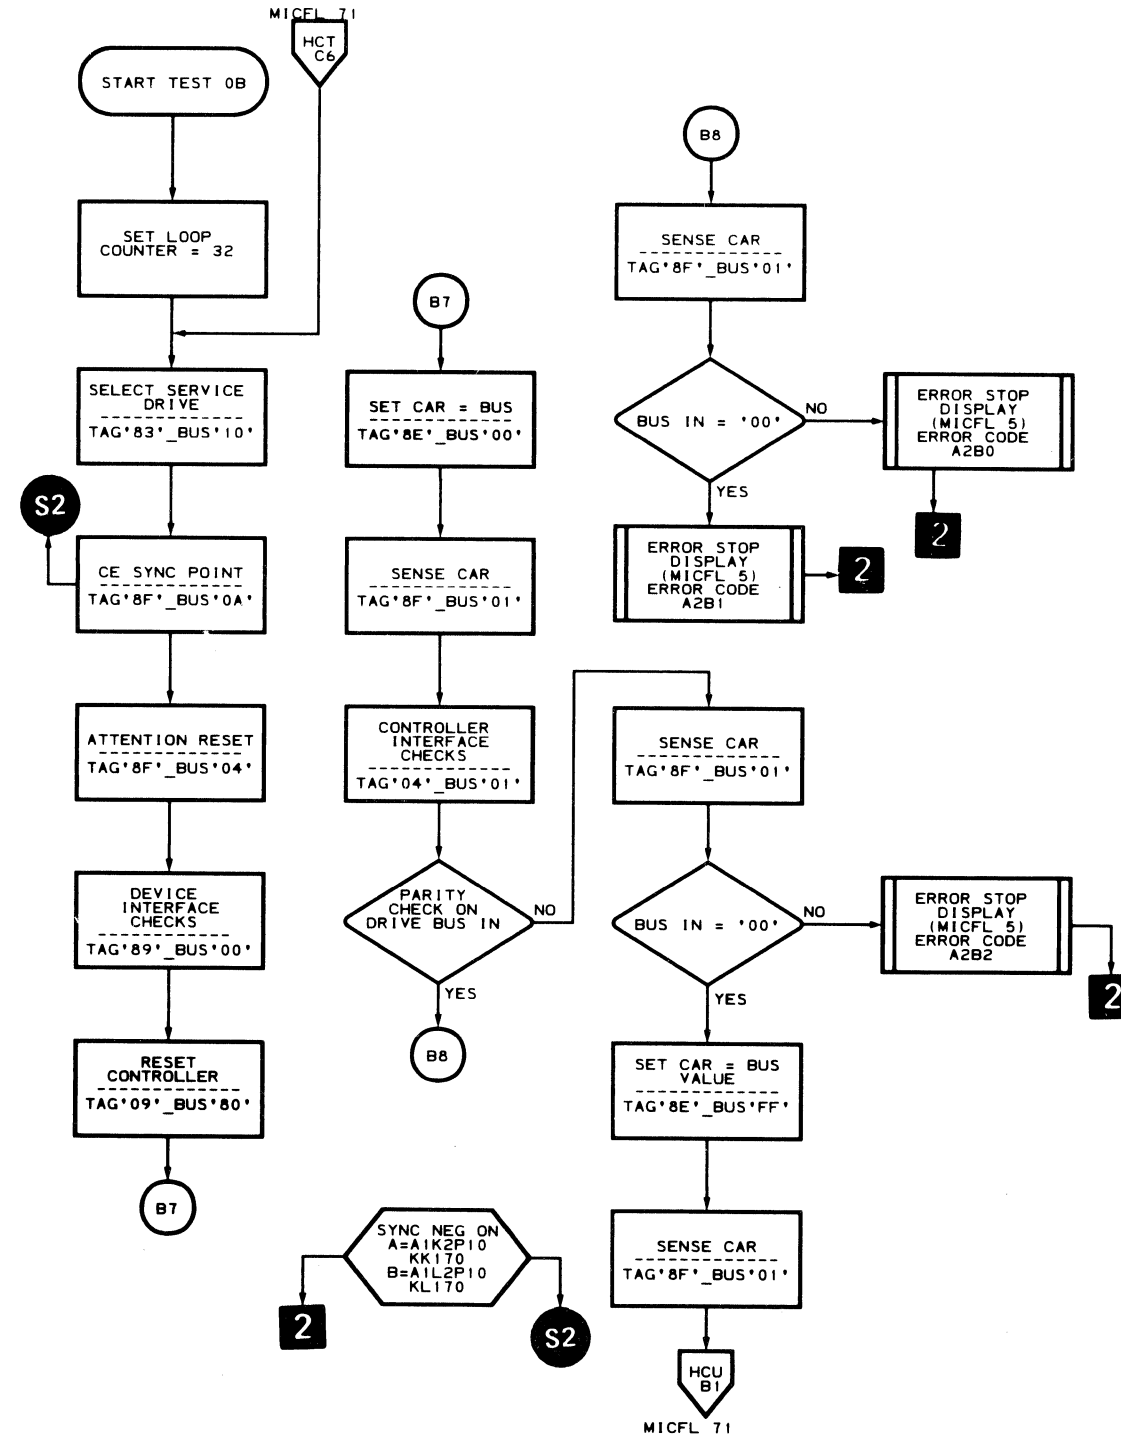 MICFL 71
HCT
C6
START TEST 0B
SET LOOP
COUNTER = 32
SELECT SERVICE
DRIVE
TAG'83'_BUS'10'
S2
CE SYNC POINT
TAG'8F'_BUS'0A'
ATTENTION RESET
TAG'8F'_BUS'04'
DEVICE
INTERFACE
CHECKS
TAG'89'_BUS'00'
RESET
CONTROLLER
TAG'09'_BUS'80'
B7
B7
SET CAR = BUS
TAG'8E'_BUS'00'
SENSE CAR
TAG'8F'_BUS'01'
CONTROLLER
INTERFACE
CHECKS
TAG'04'_BUS'01'
PARITY
CHECK ON
DRIVE BUS IN
NO
YES
B8
SYNC NEG ON
A=A1K2P10
KK170
B=A1L2P10
KL170
2
S2
B8
SENSE CAR
TAG'8F'_BUS'01'
BUS IN = '00'
NO
YES
ERROR STOP
DISPLAY
(MICFL 5)
ERROR CODE
A2B0
2
ERROR STOP
DISPLAY
(MICFL 5)
ERROR CODE
A2B1
2
SENSE CAR
TAG'8F'_BUS'01'
BUS IN = '00'
NO
YES
ERROR STOP
DISPLAY
(MICFL 5)
ERROR CODE
A2B2
2
SET CAR = BUS
VALUE
TAG'8E'_BUS'FF'
SENSE CAR
TAG'8F'_BUS'01'
HCU
B1
MICFL 71